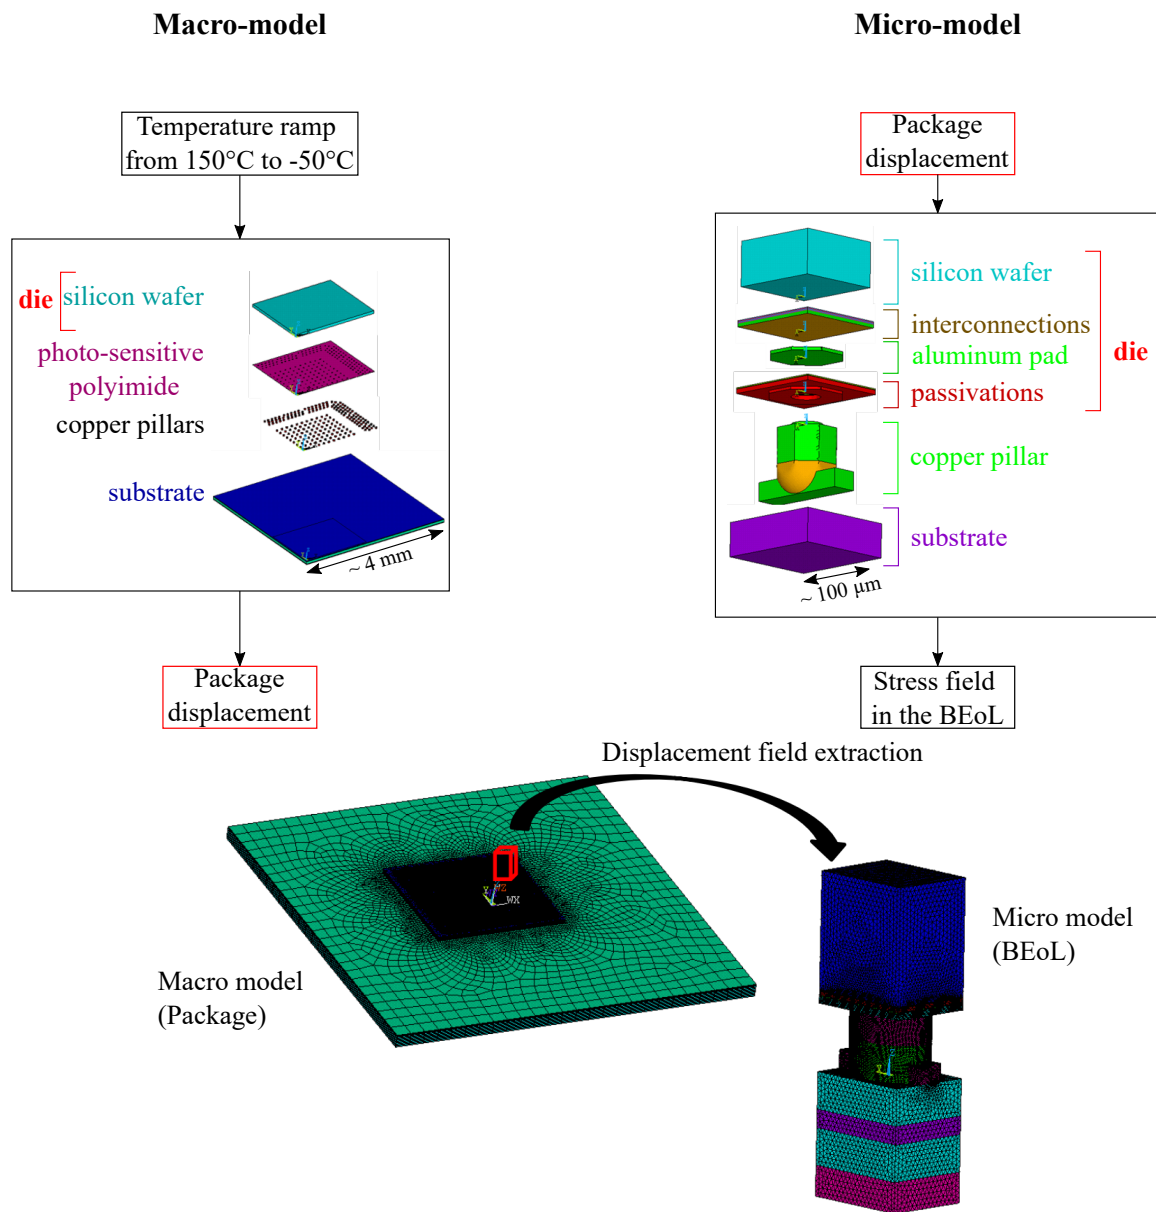 Macro-model
Micro-model
Temperature ramp
from 150°C to -50°C
die
silicon wafer
photo-sensitive
polyimide
copper pillars
substrate
~ 4 mm
Package
displacement
Package
displacement
silicon wafer
interconnections
aluminum pad
die
passivations
copper pillar
substrate
~ 100 μm
Stress field
in the BEoL
Displacement field extraction
WX
Macro model
(Package)
Micro model
(BEoL)